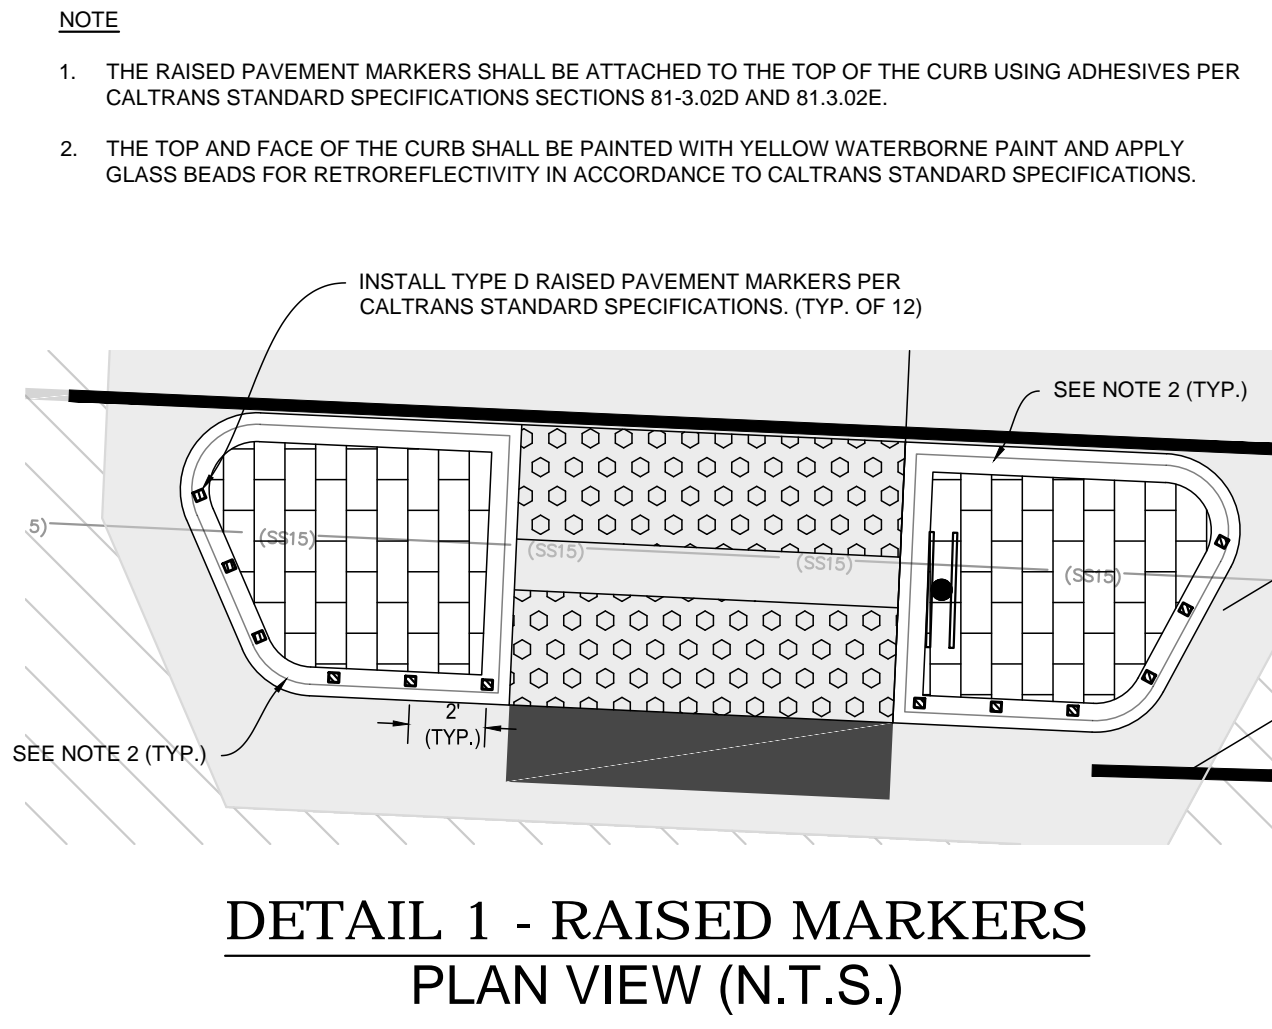 NOTE
1. THE RAISED PAVEMENT MARKERS SHALL BE ATTACHED TO THE TOP OF THE CURB USING ADHESIVES PER
CALTRANS STANDARD SPECIFICATIONS SECTIONS 81-3.02D AND 81.3.02E.
2. THE TOP AND FACE OF THE CURB SHALL BE PAINTED WITH YELLOW WATERBORNE PAINT AND APPLY
GLASS BEADS FOR RETROREFLECTIVITY IN ACCORDANCE TO CALTRANS STANDARD SPECIFICATIONS.
INSTALL TYPE D RAISED PAVEMENT MARKERS PER
CALTRANS STANDARD SPECIFICATIONS. (TYP. OF 12)
SEE NOTE 2 (TYP.)
5)
(SS15)
(SS15)
(SS15)
(SS15)
2'
(TYP.)
SEE NOTE 2 (TYP.)
DETAIL 1 - RAISED MARKERS
PLAN VIEW (N.T.S.)